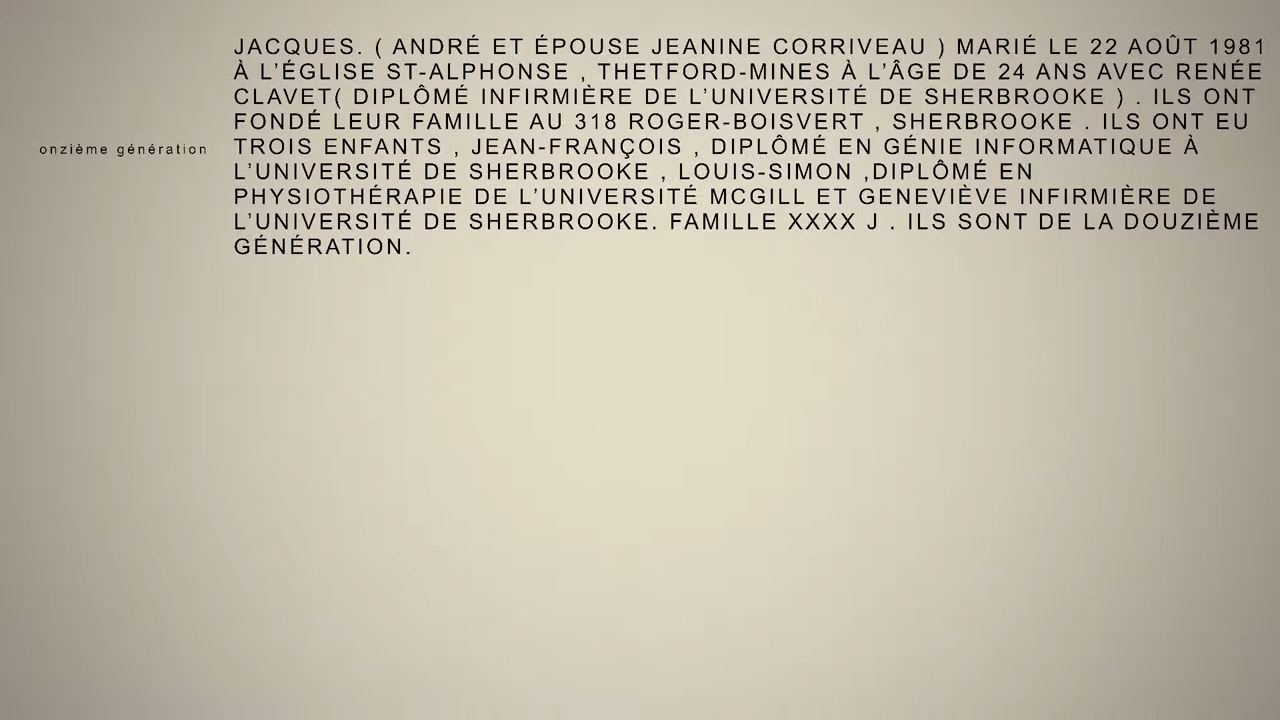 JACQUES. ( ANDRÉ ET ÉPOUSE JEANINE CORRIVEAU ) MARIÉ LE 22 AOÛT 1981
À L’ÉGLISE ST-ALPHONSE , THETFORD-MINES À L’ÂGE DE 24 ANS AVEC RENÉE
CLAVET( DIPLÔMÉ INFIRMIÈRE DE L’UNIVERSITÉ DE SHERBROOKE ) . ILS ONT
FONDÉ LEUR FAMILLE AU 318 ROGER-BOISVERT , SHERBROOKE . ILS ONT EU
onzième génération
TROIS ENFANTS , JEAN-FRANÇOIS , DIPLÔMÉ EN GÉNIE INFORMATIQUE À
L’UNIVERSITÉ DE SHERBROOKE , LOUIS-SIMON ,DIPLÔMÉ EN
PHYSIOTHÉRAPIE DE L’UNIVERSITÉ MCGILL ET GENEVIÈVE INFIRMIÈRE DE
L’UNIVERSITÉ DE SHERBROOKE. FAMILLE XXXX J . ILS SONT DE LA DOUZIÈME
GÉNÉRATION.